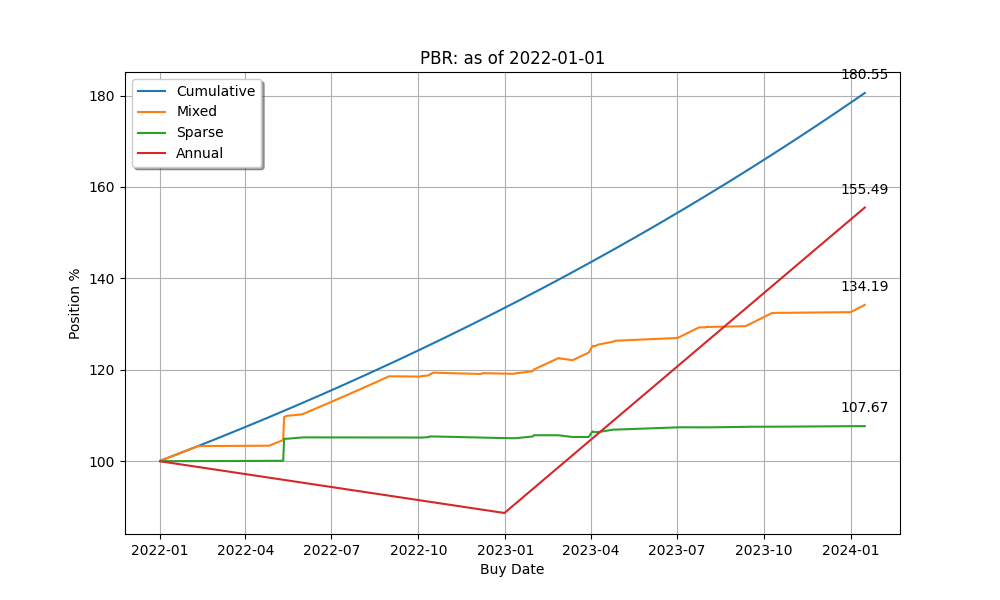 PBR: as of 2022-01-01
180.55
Cumulative
Mixed
Sparse
Annual
180
160
140
120
100
155.49
134.19
107.67
Position %
2022-01 2022-04 2022-07 2022-10 2023-01 2023-04 2023-07 2023-10 2024-01
Buy Date